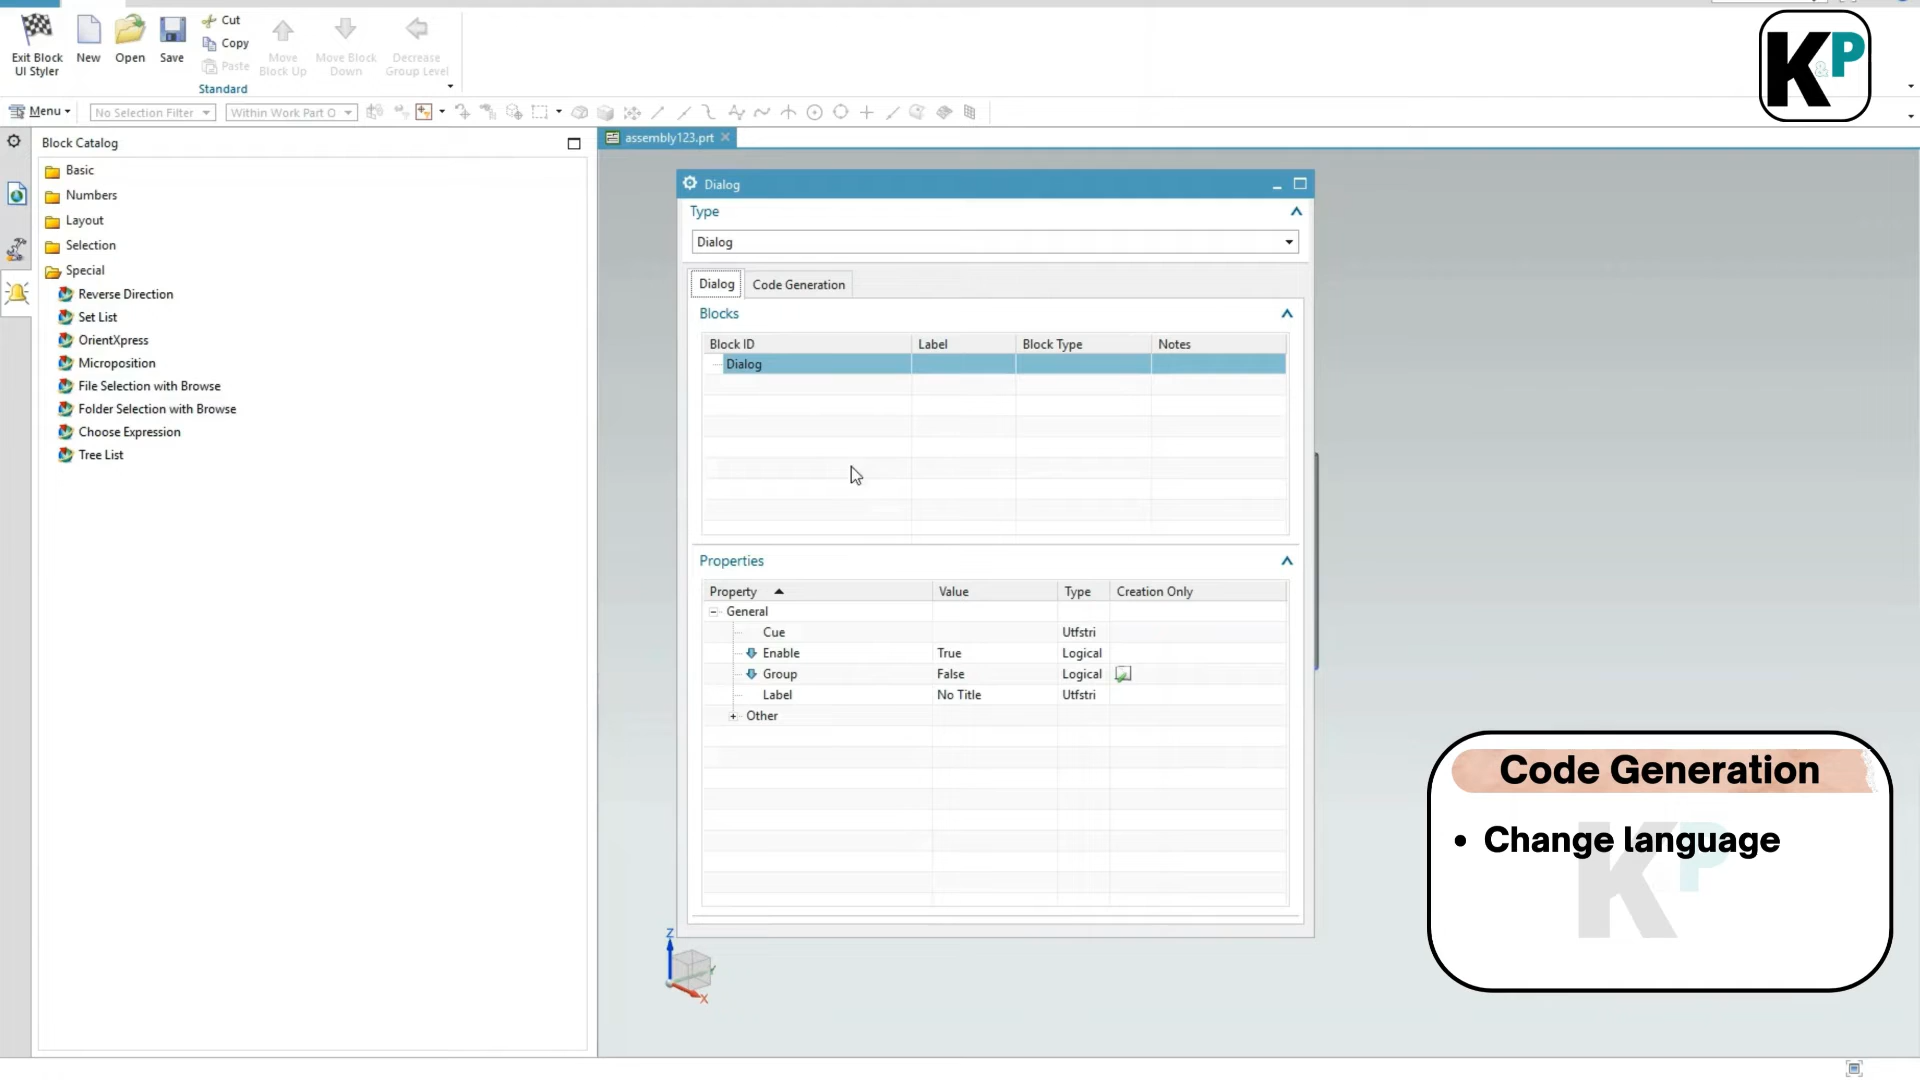 Exit Block
UI Styler
New
Open
Save
Cut
Copy
Paste
Move
Block Up
Move Block
Down
Decrease
Group Level
Standard
K&P
Menu
No Selection Filter
Within Work Part O
Block Catalog
Basic
Numbers
Layout
Selection
Special
Reverse Direction
Set List
OrientXpress
Microposition
File Selection with Browse
Folder Selection with Browse
Choose Expression
Tree List
assembly123.prt
Dialog
Type
Dialog
Dialog
Code Generation
Blocks
Block ID Label Block Type Notes
Dialog
Properties
Property Value Type Creation Only
General
Cue Utfstri
Enable True Logical
Group False Logical
Label No Title Utfstri
Other
Z
X
Code Generation
• Change language
KP